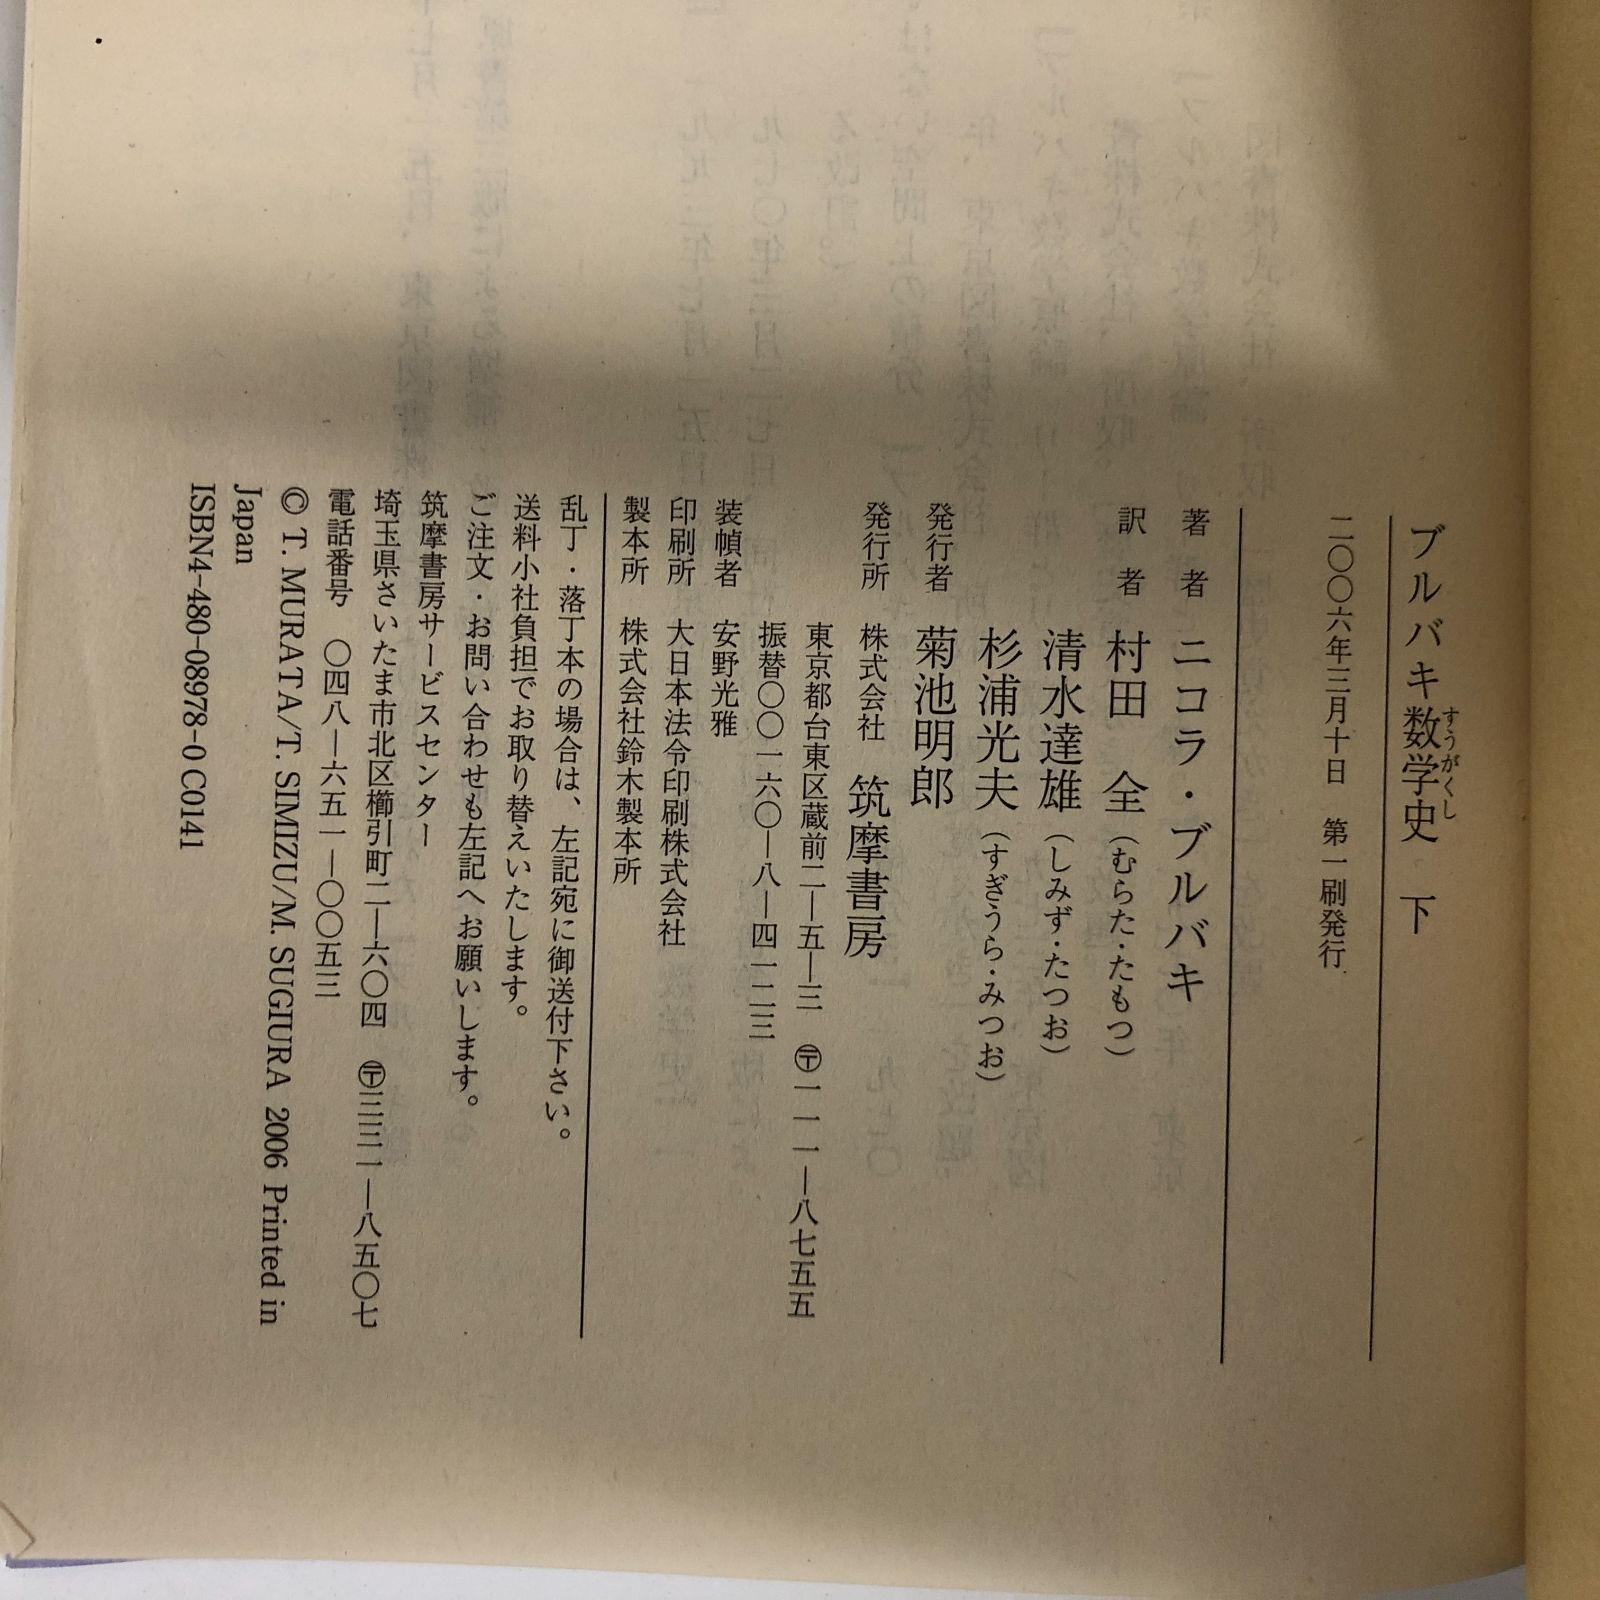 ブルバキ数学史 下
すうがくし
二〇〇六年三月十日 第一刷発行
著者 ニコラ・ブルバキ
訳者 村田 全(むらた・たもつ)
清水達雄(しみず・たつお)
杉浦光夫(すぎうら・みつお)
発行者 菊池明郎
発行所 株式会社 筑摩書房
東京都台東区蔵前二―五―三 〒一一一―八七五五
振替〇〇一六〇―八―四一二三
装幀者 安野光雅
印刷所 大日本法令印刷株式会社
製本所 株式会社鈴木製本所
乱丁・落丁本の場合は、左記宛に御送付下さい。
送料小社負担でお取り替えいたします。
ご注文・お問い合わせも左記へお願いします。
筑摩書房サービスセンター
埼玉県さいたま市北区櫛引町二―六〇四 〒三三一―八五〇七
電話番号 〇四八―六五一―〇〇五三
© T. MURATA/T. SIMIZU/M. SUGIURA 2006 Printed in
Japan
ISBN4-480-08978-0 C0141